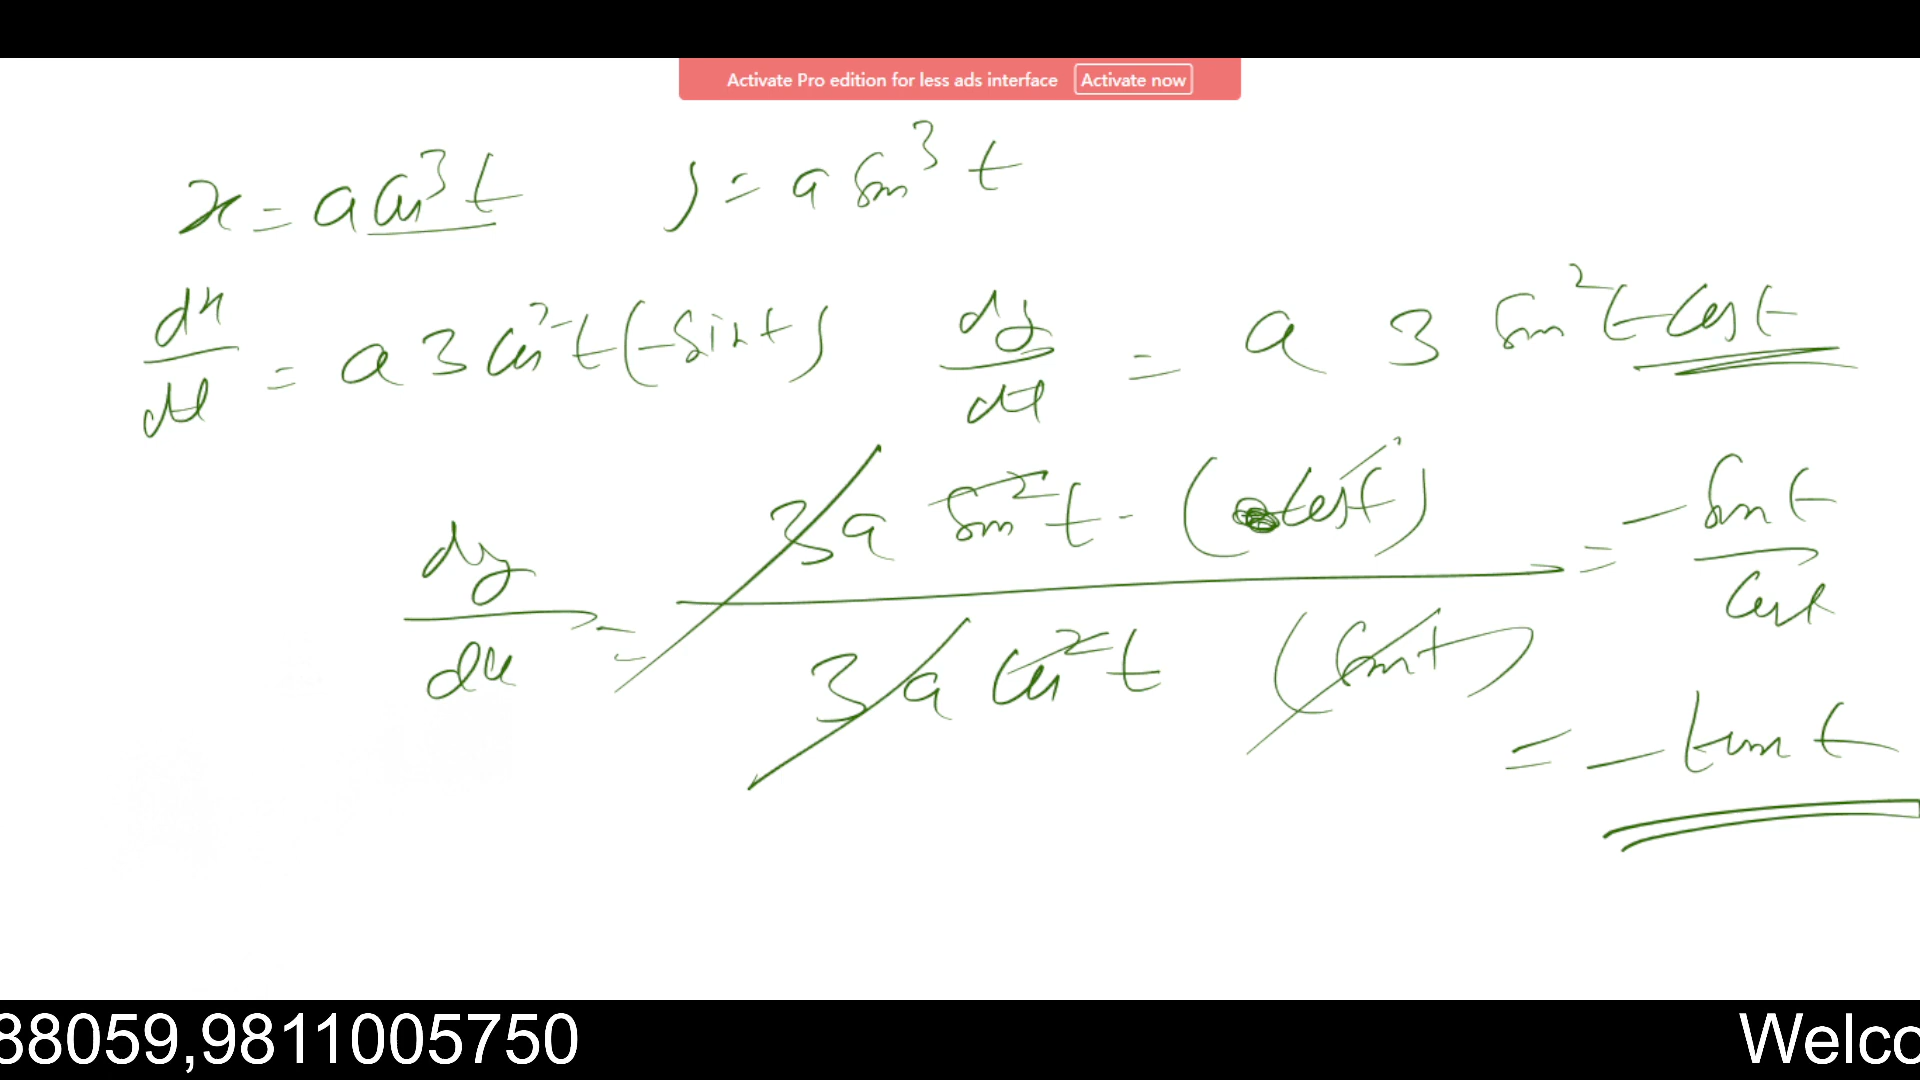 Activate Pro edition for less ads interface Activate now
x = a cos³ t y = a sin³ t
dx/dt = a 3 cos² t (-sin t) dy/dt = a 3 sin² t cos t
dy/dx = 3a sin² t · (cos t) / 3a cos² t (sin t) = - sin t / cos t
= - tan t
88059,9811005750 Welco